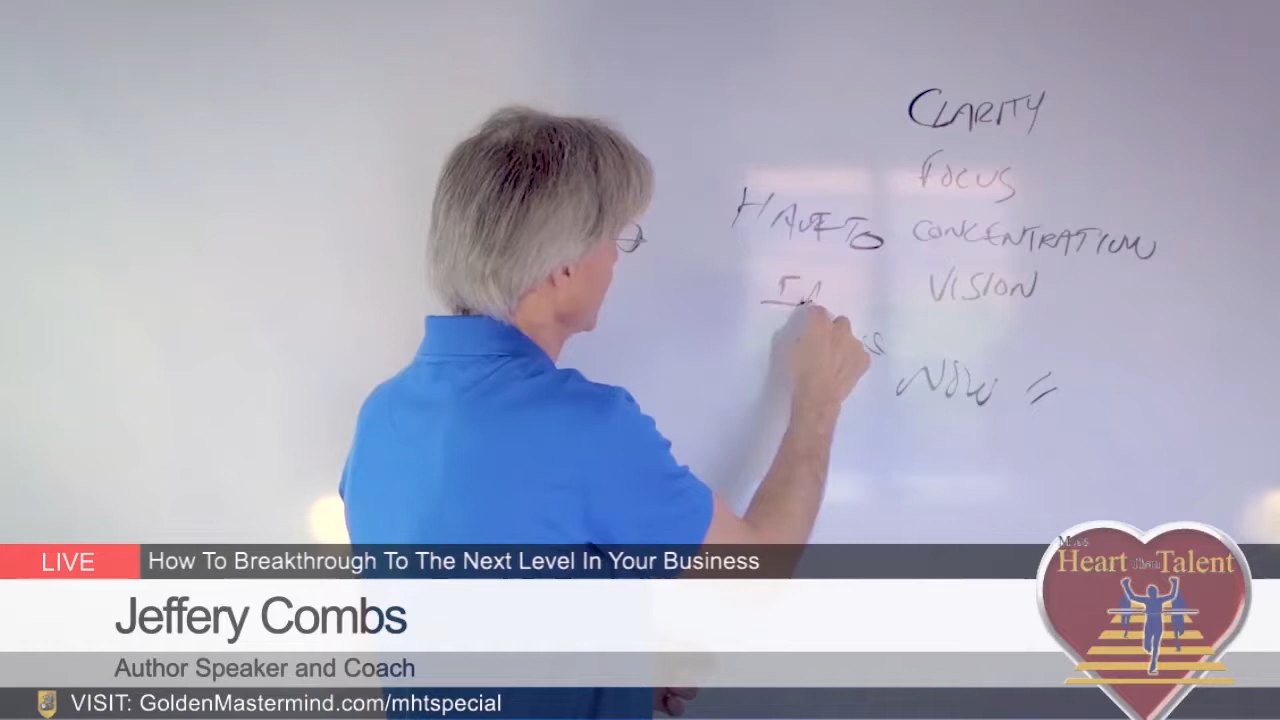 CLARITY
FOCUS
HAVE TO CONCENTRATION
VISION
NOW =
LIVE How To Breakthrough To The Next Level In Your Business
Jeffery Combs
Author Speaker and Coach
VISIT: GoldenMastermind.com/mhtspecial
Heart Than Talent